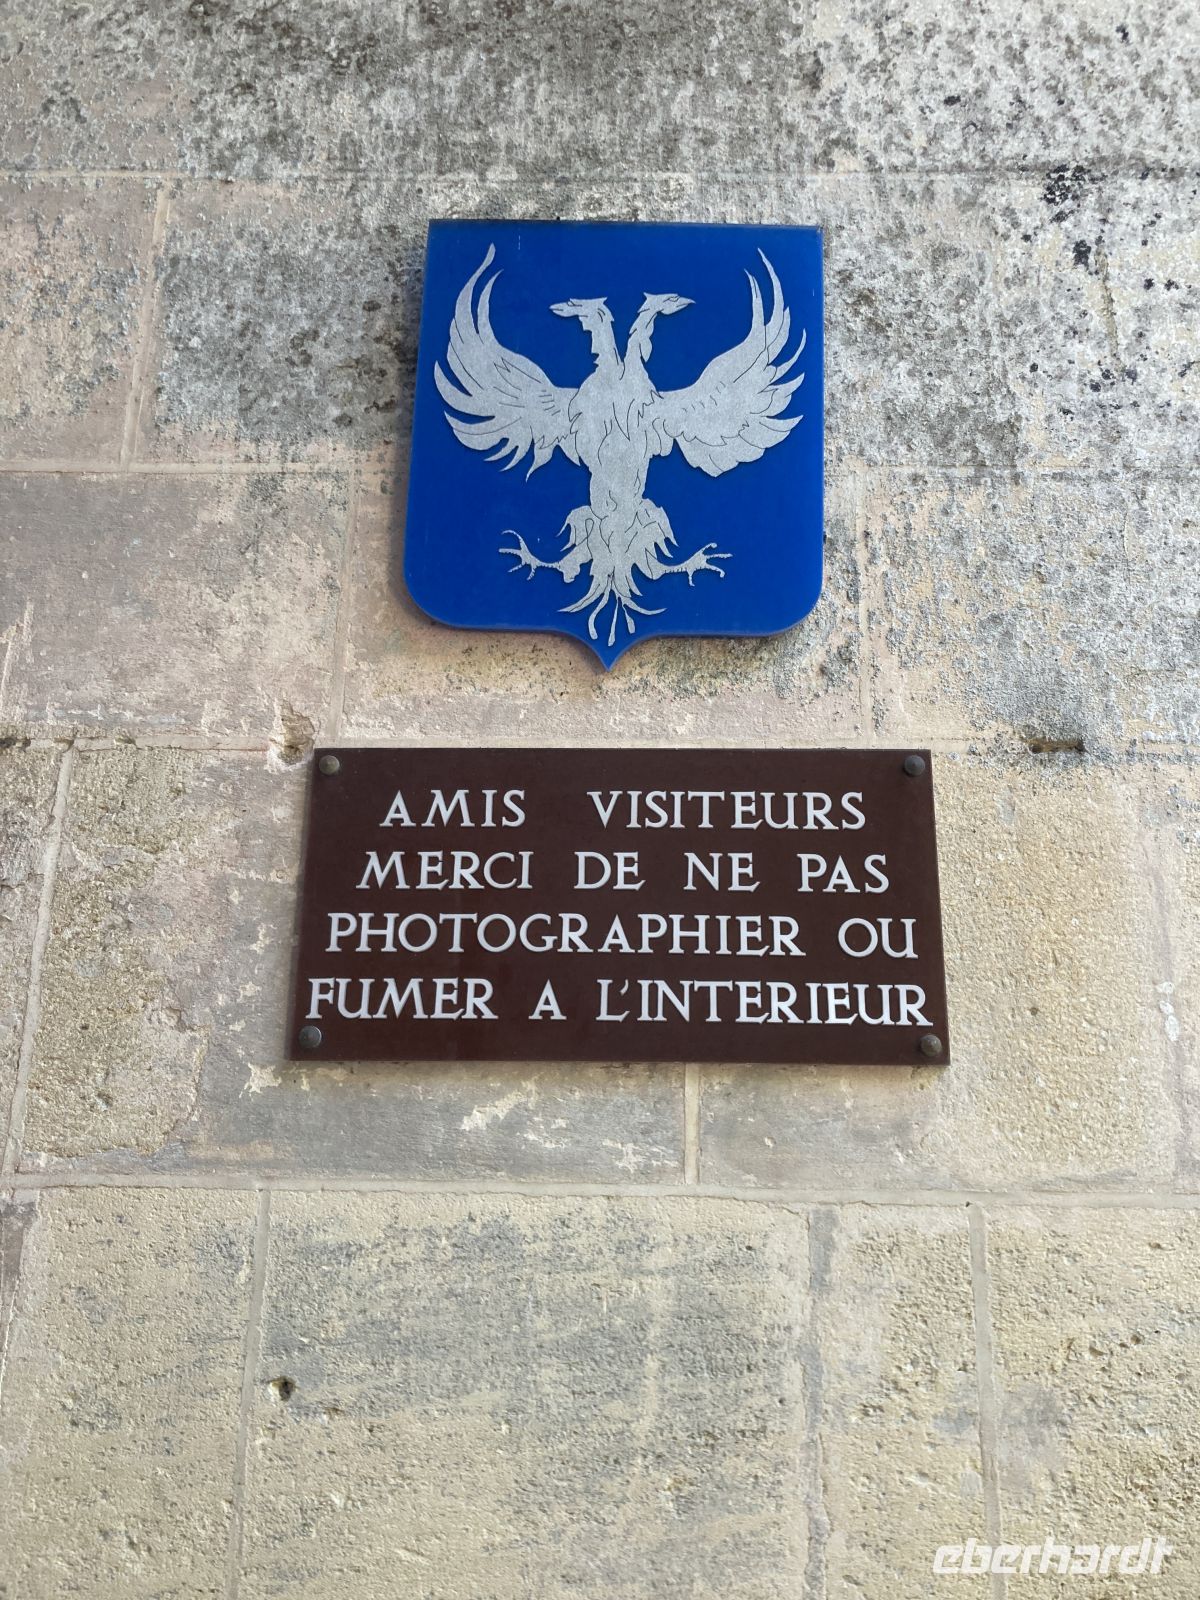 AMIS VISITEURS
MERCI DE NE PAS
PHOTOGRAPHIER OU
FUMER A L'INTERIEUR
eberhardt